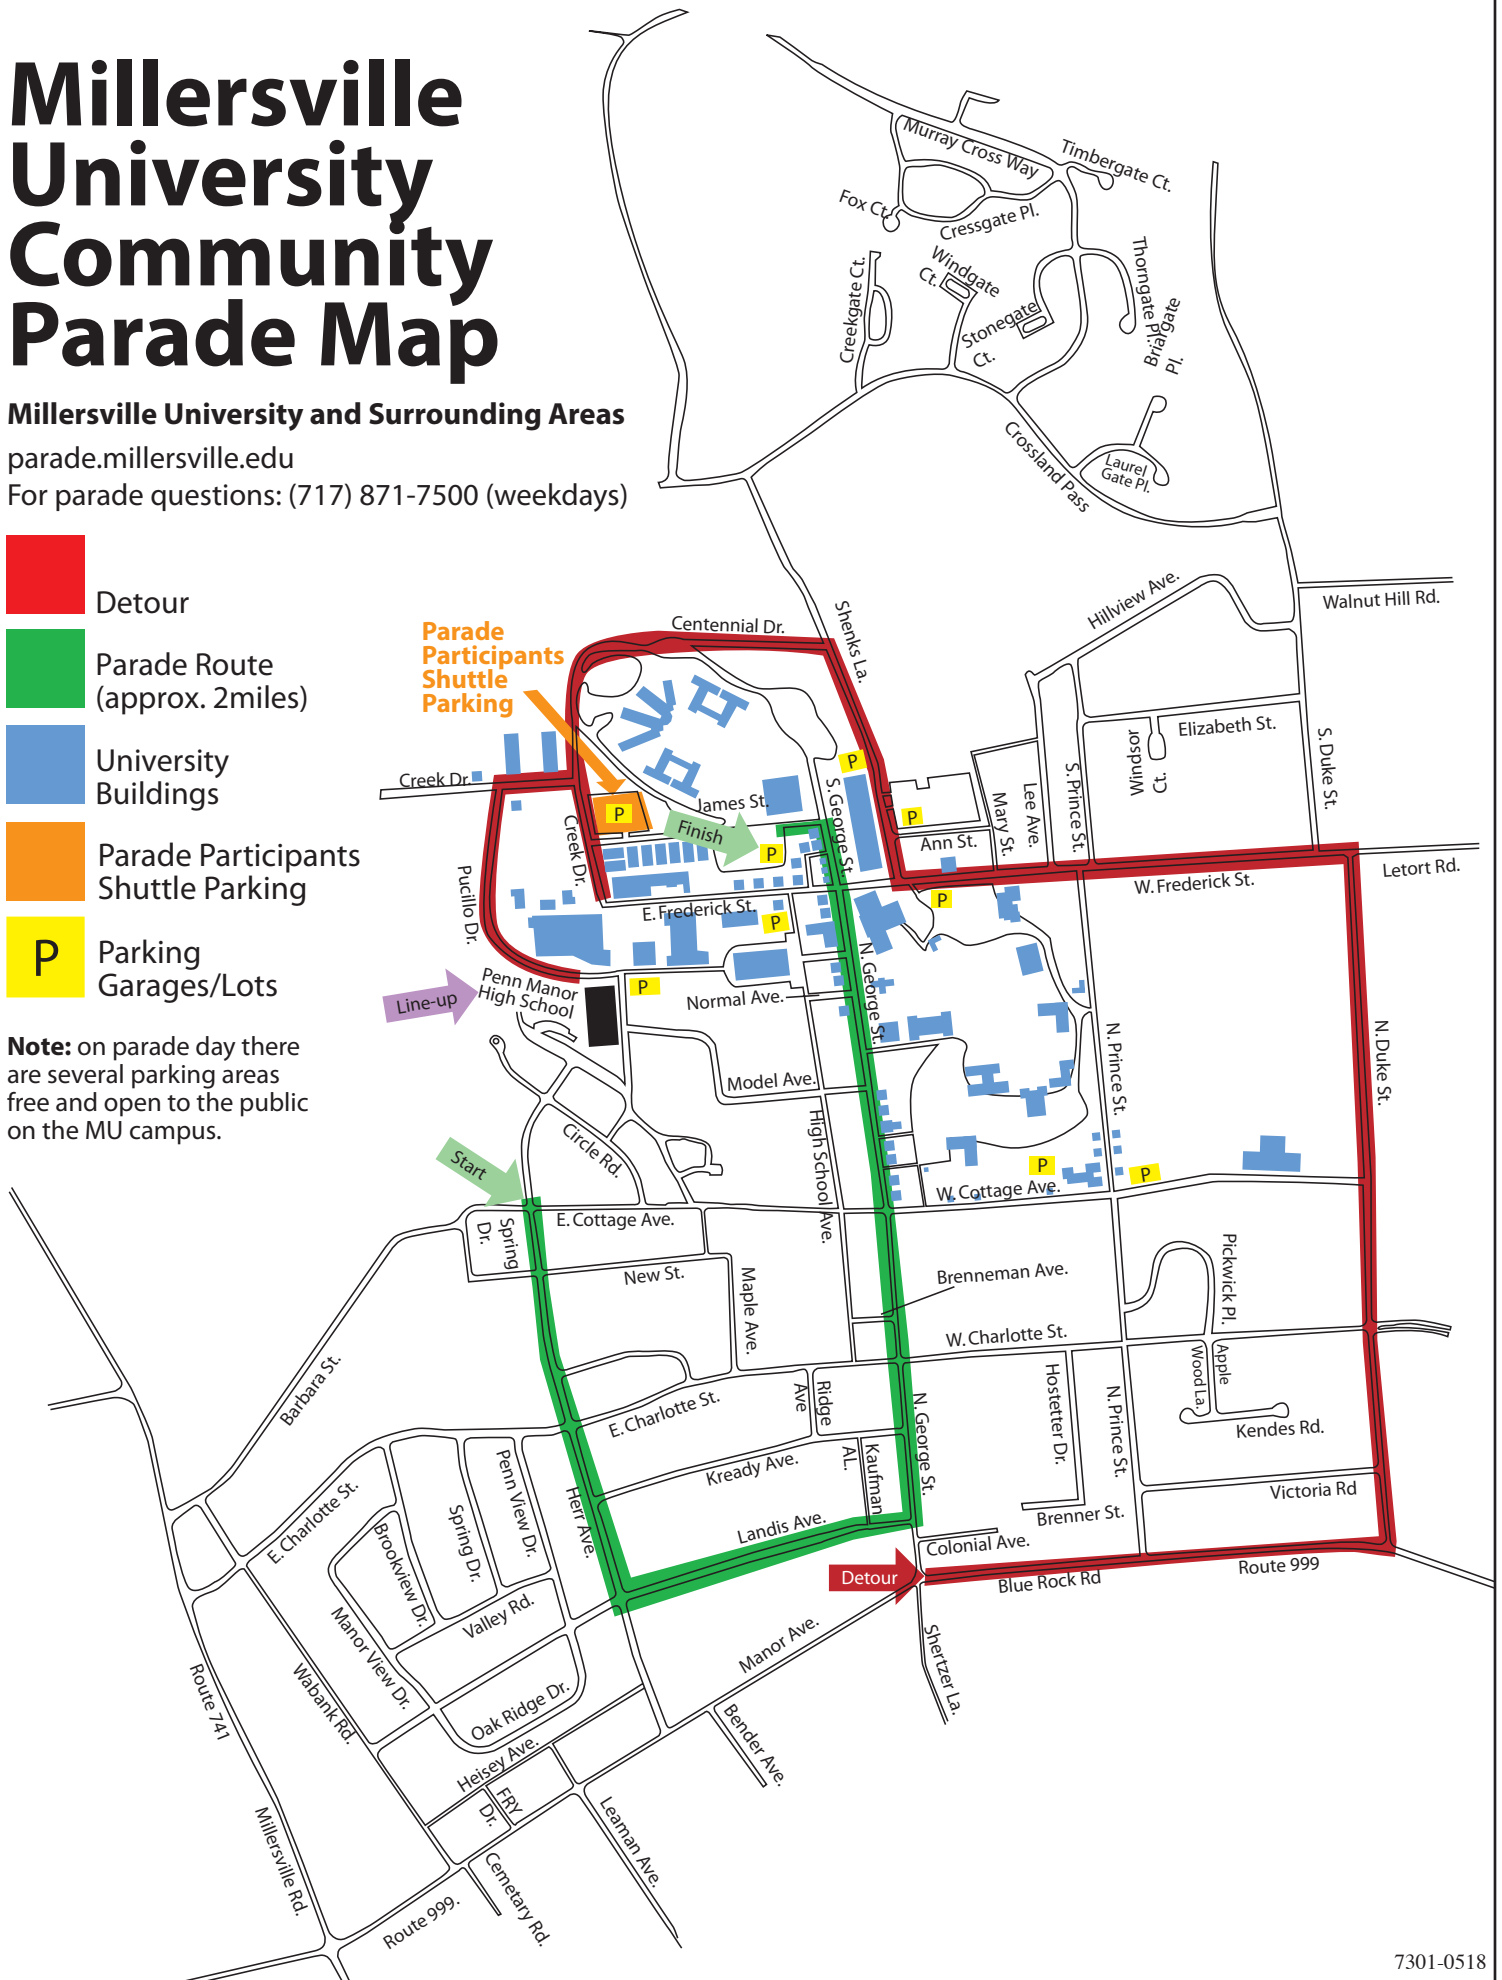 Millersville
University
Community
Parade Map
Millersville University and Surrounding Areas
parade.millersville.edu
For parade questions: (717) 871-7500 (weekdays)
Detour
Parade Route
(approx. 2miles)
University
Buildings
Parade Participants
Shuttle Parking
P
Parking
Garages/Lots
Note: on parade day there
are several parking areas
free and open to the public
on the MU campus.
Murray Cross Way
Timbergate Ct.
Fox Ct.
Cressgate Pl.
Windgate
Ct.
Creekgate Ct.
Stonegate
Ct.
Thorngate Pl.
Briargate
Pl.
Crossland Pass
Laurel
Gate Pl.
Hillview Ave.
Walnut Hill Rd.
Parade
Participants
Shuttle
Parking
Centennial Dr.
Shenks La.
Elizabeth St.
Windsor
Ct.
S. Duke St.
S. Prince St.
Lee Ave.
Mary St.
Creek Dr.
P
P
P
James St.
S. George St.
Finish
P
Ann St.
Creek Dr.
Letort Rd.
W. Frederick St.
P
E. Frederick St.
P
Pucillo Dr.
Line-up
Penn Manor
High School
P
Normal Ave.
N. George St.
N. Prince St.
N. Duke St.
Model Ave.
High School Ave.
Circle Rd.
Start
P
P
W. Cottage Ave.
E. Cottage Ave.
Spring
Dr.
New St.
Maple Ave.
Brenneman Ave.
Pickwick Pl.
W. Charlotte St.
Barbara St.
Ridge
Ave
Hostetter Dr.
N. Prince St.
Apple
Wood La.
Kendes Rd.
E. Charlotte St.
N. George St.
Kready Ave.
Kaufman
AL.
Victoria Rd
Brenner St.
Landis Ave.
Herr Ave.
Penn View Dr.
Spring Dr.
E. Charlotte St.
Brookview Dr.
Colonial Ave.
Detour
Blue Rock Rd
Route 999
Valley Rd.
Manor View Dr.
Manor Ave.
Shertzer La.
Route 741
Wabank Rd.
Oak Ridge Dr.
Bender Ave.
Heisey Ave.
FRY
Dr.
Leaman Ave.
Millersville Rd.
Cemetary Rd.
Route 999.
7301-0518